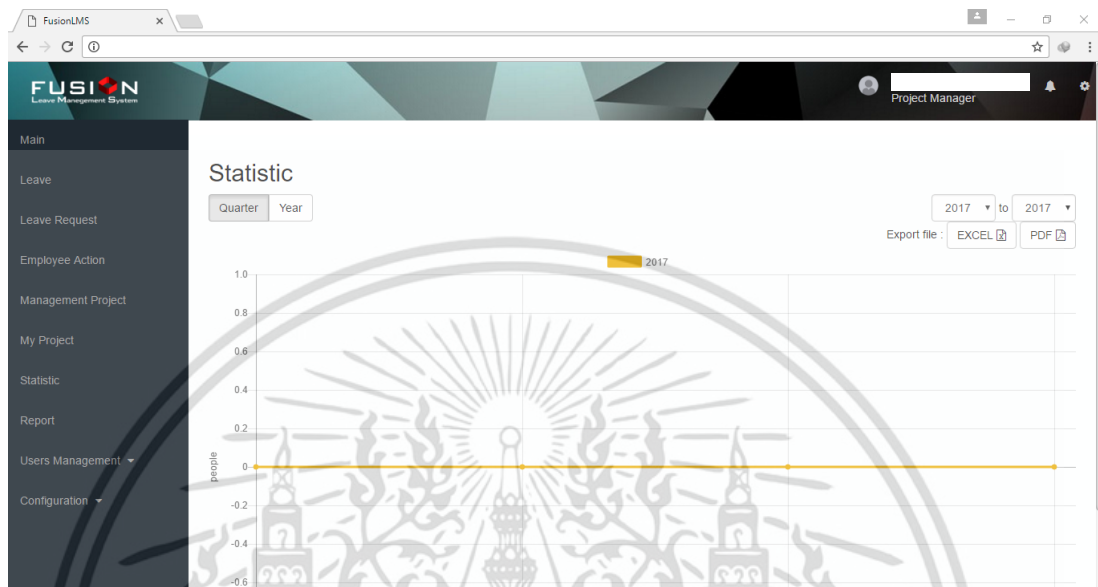 FusionLMS
FUSION
Leave Manegement System
Project Manager
Main
Leave
Leave Request
Employee Action
Management Project
My Project
Statistic
Report
Users Management
Configuration
Statistic
Quarter Year
2017 to 2017
Export file : EXCEL PDF
2017
1.0
0.8
0.6
0.4
0.2
0
-0.2
-0.4
-0.6
people